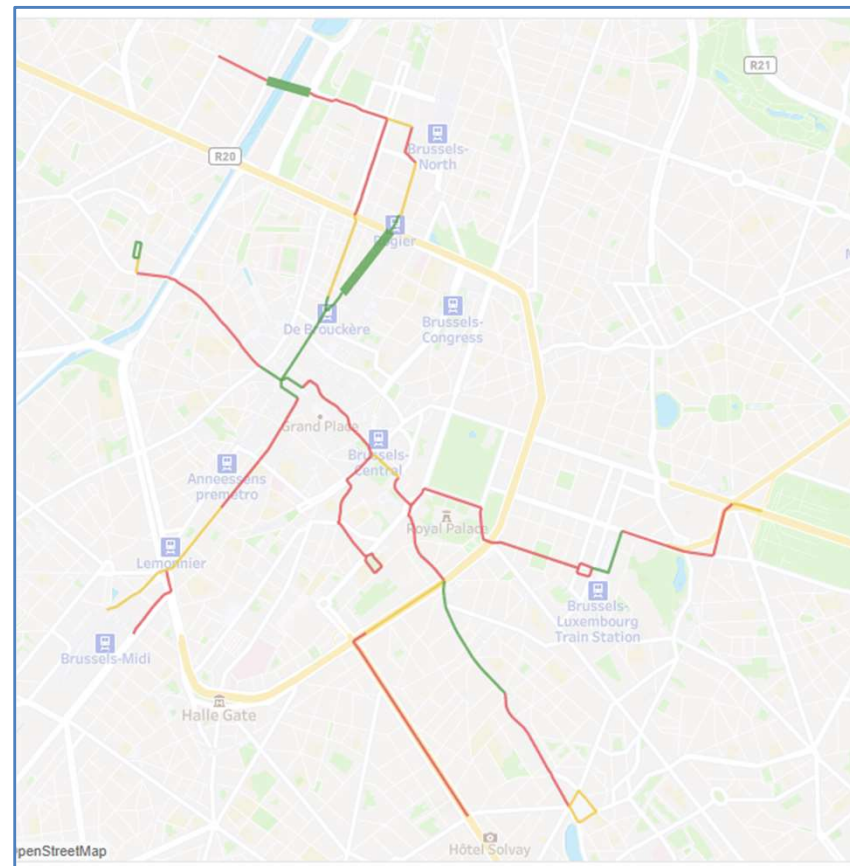 R21
Brussels-
North
R20
Rogier
De Brouckère
Brussels-
Congress
Grand Place
Brussels-
Central
Anneessens
premetro
Royal Palace
Lemonnier
Brussels-
Luxembourg
Train Station
Brussels-Midi
Halle Gate
Hôtel Solvay
penStreetMap